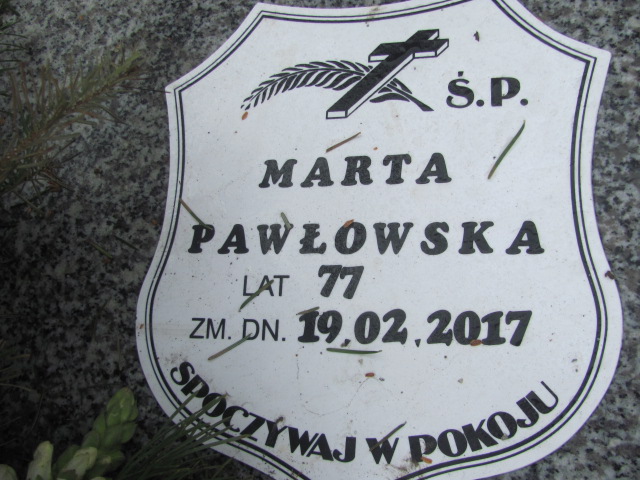 Ś.P.
MARTA
PAWŁOWSKA
LAT 77
ZM. DN. 19.02.2017
SPOCZYWAJ W POKOJU